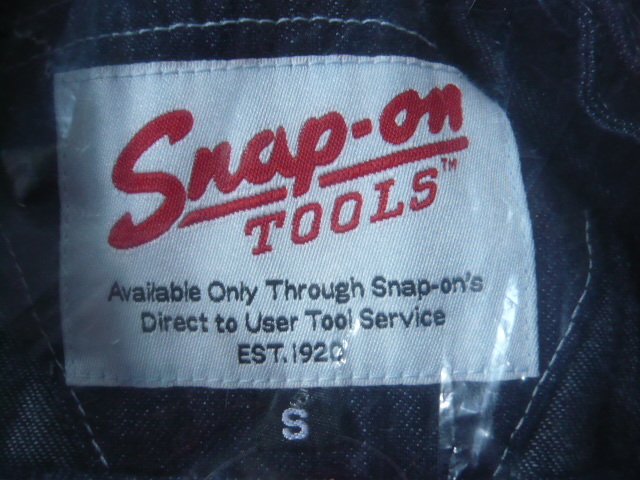 Snap-on
TOOLS™
Available Only Through Snap-on's
Direct to User Tool Service
EST.1920
S